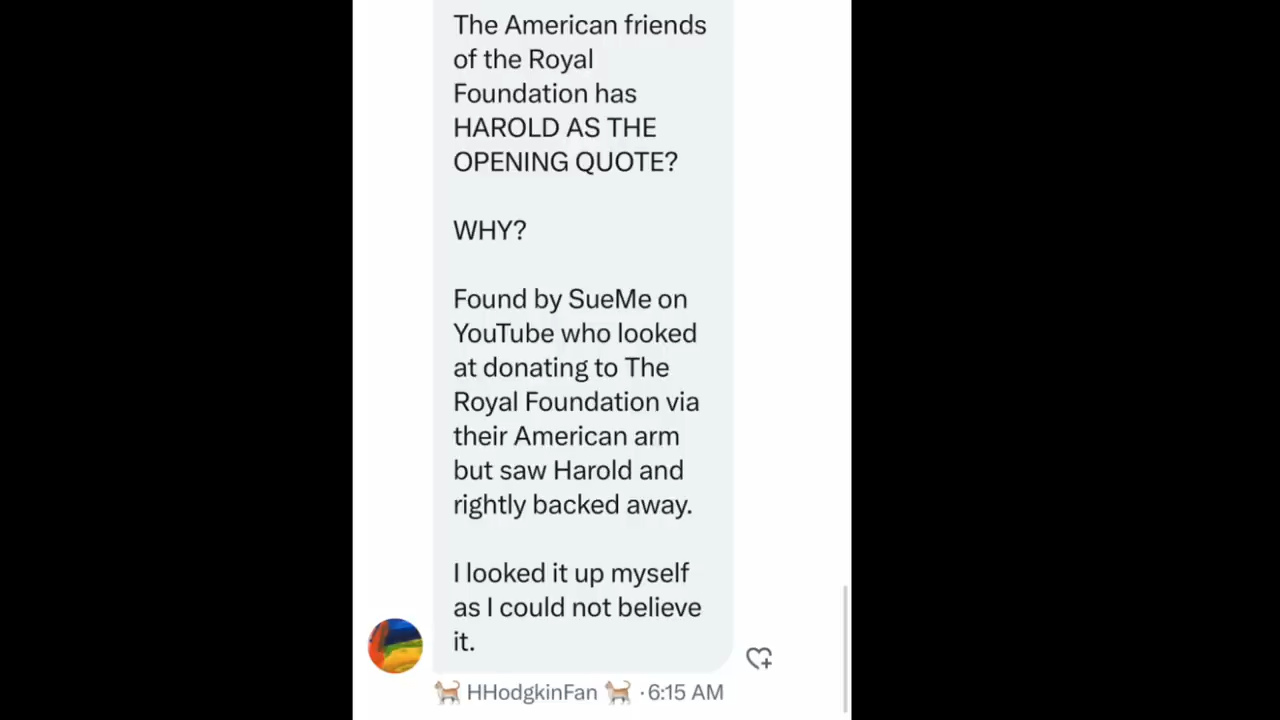 The American friends
of the Royal
Foundation has
HAROLD AS THE
OPENING QUOTE?
WHY?
Found by SueMe on
YouTube who looked
at donating to The
Royal Foundation via
their American arm
but saw Harold and
rightly backed away.
I looked it up myself
as I could not believe
it.
🐈 HHodgkinFan 🐈 · 6:15 AM